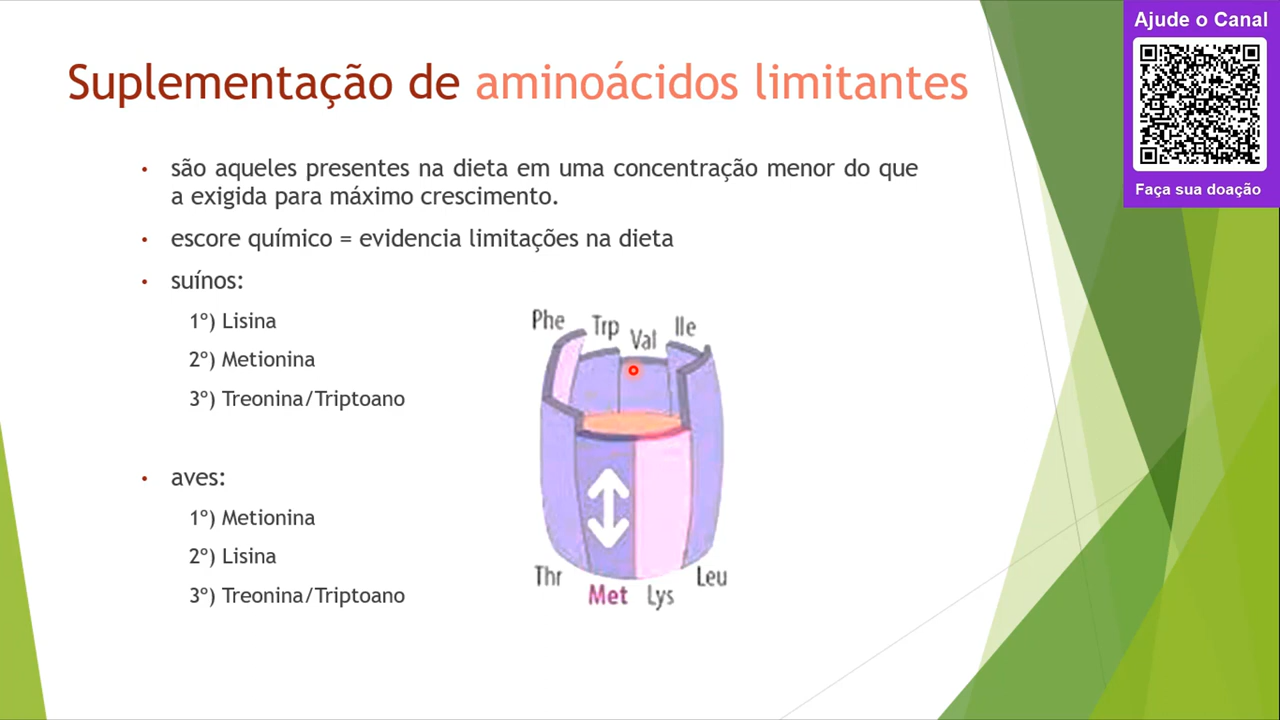 Ajude o Canal
Suplementação de aminoácidos limitantes
Faça sua doação
• são aqueles presentes na dieta em uma concentração menor do que
a exigida para máximo crescimento.
• escore químico = evidencia limitações na dieta
• suínos:
1º) Lisina
2º) Metionina
3º) Treonina/Triptoano
• aves:
1º) Metionina
2º) Lisina
3º) Treonina/Triptoano
Phe Trp Val Ile
Thr Met Lys Leu